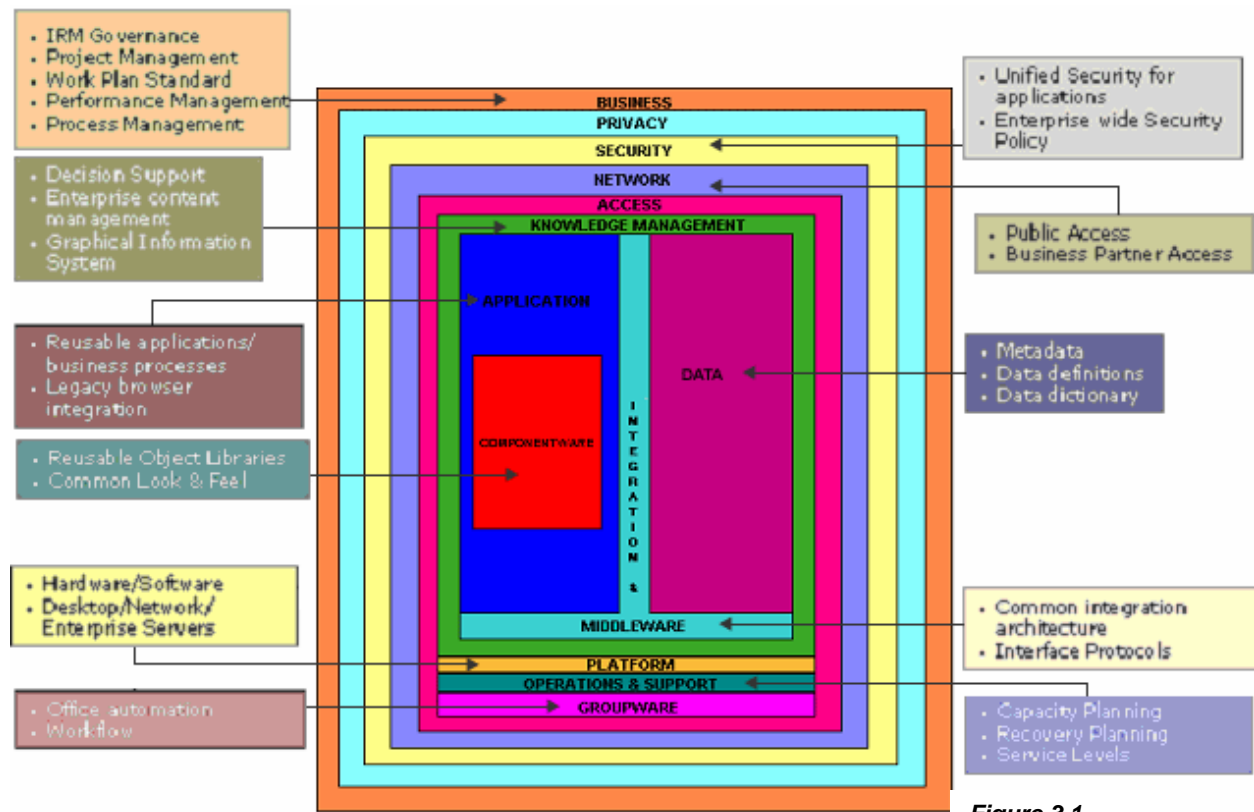 • IRM Governance
• Project Management
• Work Plan Standard
• Performance Management
• Process Management
• Decision Support
• Enterprise content
management
• Graphical Information
System
• Reusable applications/
business processes
• Legacy browser
integration
• Reusable Object Libraries
• Common Look & Feel
• Hardware/Software
• Desktop/Network/
Enterprise Servers
• Office automation
• Workflow
BUSINESS
PRIVACY
SECURITY
NETWORK
ACCESS
KNOWLEDGE MANAGEMENT
APPLICATION
COMPONENTWARE
INTEGRATION &
DATA
MIDDLEWARE
PLATFORM
OPERATIONS & SUPPORT
GROUPWARE
• Unified Security for
applications
• Enterprise wide Security
Policy
• Public Access
• Business Partner Access
• Metadata
• Data definitions
• Data dictionary
• Common integration
architecture
• Interface Protocols
• Capacity Planning
• Recovery Planning
• Service Levels